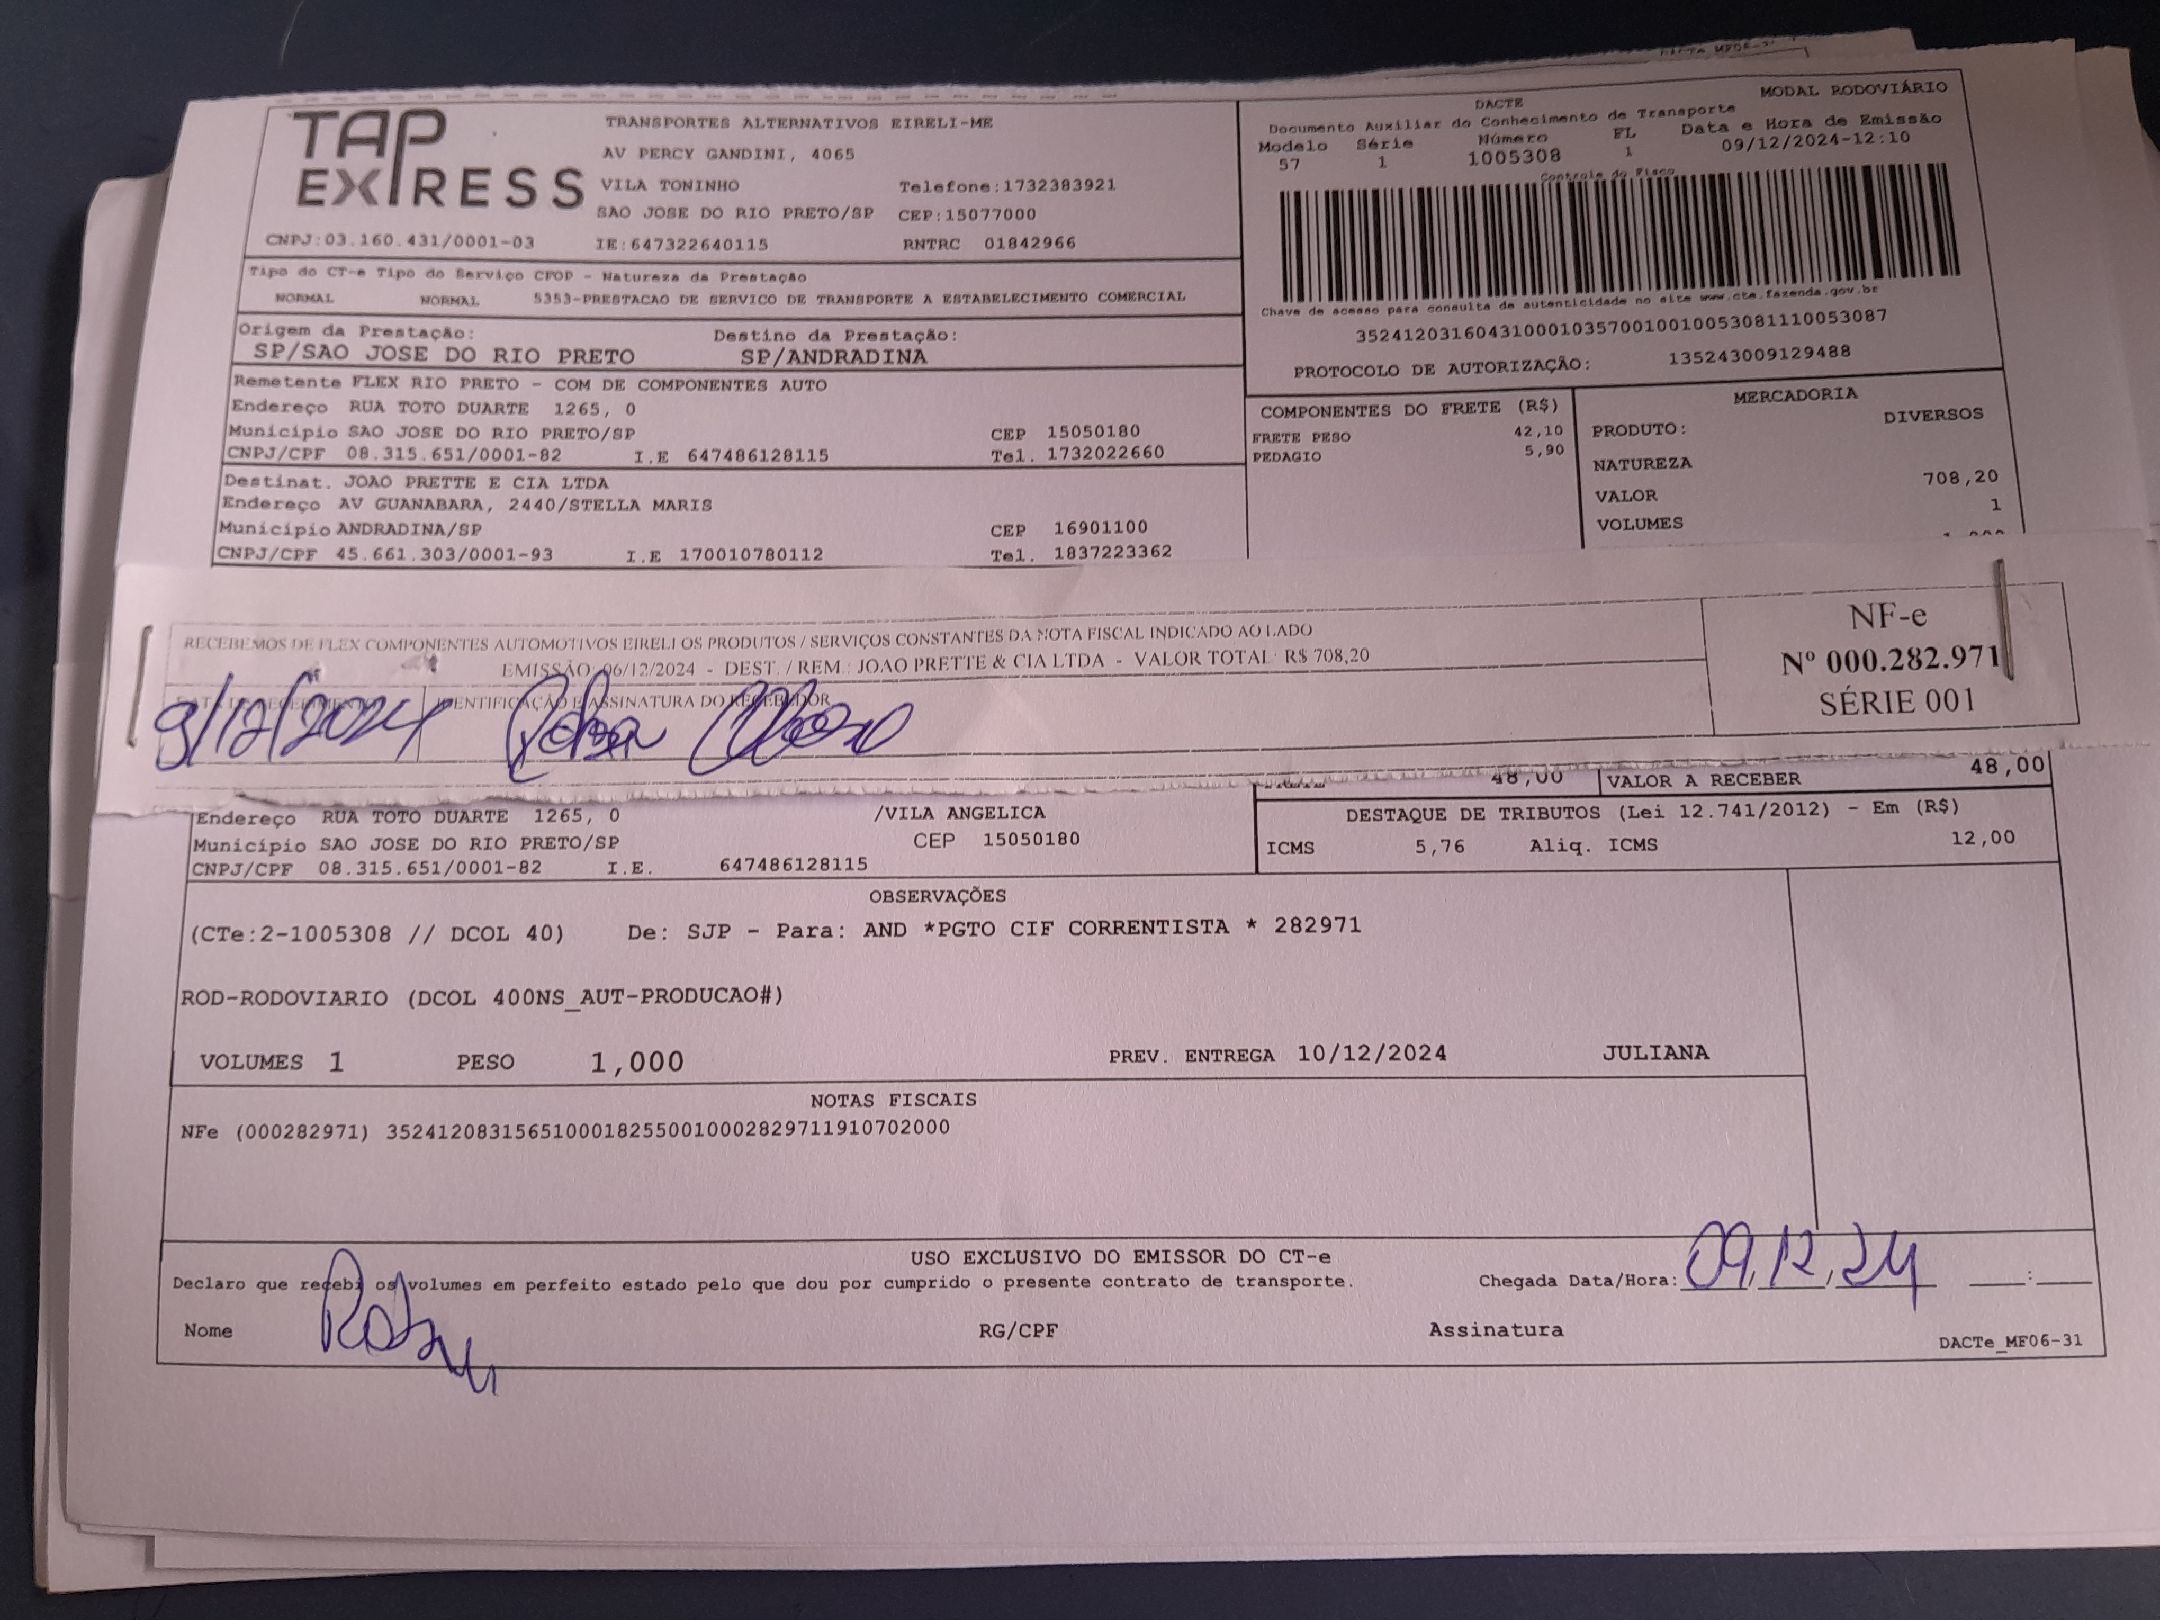 DACTe_MF06-31
TAP EXPRESS
TRANSPORTES ALTERNATIVOS EIRELI-ME
AV PERCY GANDINI, 4065
VILA TONINHO Telefone:1732383921
SAO JOSE DO RIO PRETO/SP CEP:15077000
CNPJ:03.160.431/0001-03 IE:647322640115 RNTRC 01842966
DACTE MODAL RODOVIÁRIO
Documento Auxiliar do Conhecimento de Transporte
Modelo Série Número FL Data e Hora de Emissão
57 1 1005308 1 09/12/2024-12:10
Controle do Fisco
Chave de acesso para consulta de autenticidade no site www.cte.fazenda.gov.br
35241203160431000103570010010053081110053087
PROTOCOLO DE AUTORIZAÇÃO: 135243009129488
Tipo do CT-e Tipo do Serviço CFOP - Natureza da Prestação
NORMAL NORMAL 5353-PRESTACAO DE SERVICO DE TRANSPORTE A ESTABELECIMENTO COMERCIAL
Origem da Prestação: Destino da Prestação:
SP/SAO JOSE DO RIO PRETO SP/ANDRADINA
Remetente FLEX RIO PRETO - COM DE COMPONENTES AUTO
Endereço RUA TOTO DUARTE 1265, 0
Município SAO JOSE DO RIO PRETO/SP CEP 15050180
CNPJ/CPF 08.315.651/0001-82 I.E 647486128115 Tel. 1732022660
Destinat. JOAO PRETTE E CIA LTDA
Endereço AV GUANABARA, 2440/STELLA MARIS
Município ANDRADINA/SP CEP 16901100
CNPJ/CPF 45.661.303/0001-93 I.E 170010780112 Tel. 1837223362
COMPONENTES DO FRETE (R$)
FRETE PESO 42,10
PEDAGIO 5,90
MERCADORIA
PRODUTO: DIVERSOS
NATUREZA
VALOR 708,20
VOLUMES 1
RECEBEMOS DE FLEX COMPONENTES AUTOMOTIVOS EIRELI OS PRODUTOS / SERVIÇOS CONSTANTES DA NOTA FISCAL INDICADO AO LADO
EMISSÃO: 06/12/2024 - DEST. / REM.: JOAO PRETTE & CIA LTDA - VALOR TOTAL: R$ 708,20
IDENTIFICAÇÃO E ASSINATURA DO RECEBEDOR
9/12/2024
NF-e
Nº 000.282.971
SÉRIE 001
48,00 VALOR A RECEBER 48,00
Endereço RUA TOTO DUARTE 1265, 0 /VILA ANGELICA
Município SAO JOSE DO RIO PRETO/SP CEP 15050180
CNPJ/CPF 08.315.651/0001-82 I.E. 647486128115
DESTAQUE DE TRIBUTOS (Lei 12.741/2012) - Em (R$)
ICMS 5,76 Aliq. ICMS 12,00
OBSERVAÇÕES
(CTe:2-1005308 // DCOL 40) De: SJP - Para: AND *PGTO CIF CORRENTISTA * 282971
ROD-RODOVIARIO (DCOL 400NS_AUT-PRODUCAO#)
VOLUMES 1 PESO 1,000 PREV. ENTREGA 10/12/2024 JULIANA
NOTAS FISCAIS
NFe (000282971) 35241208315651000182550010002829711910702000
USO EXCLUSIVO DO EMISSOR DO CT-e
Declaro que recebi os volumes em perfeito estado pelo que dou por cumprido o presente contrato de transporte. Chegada Data/Hora: 09/12/24 __:__
Nome RG/CPF Assinatura
DACTe_MF06-31